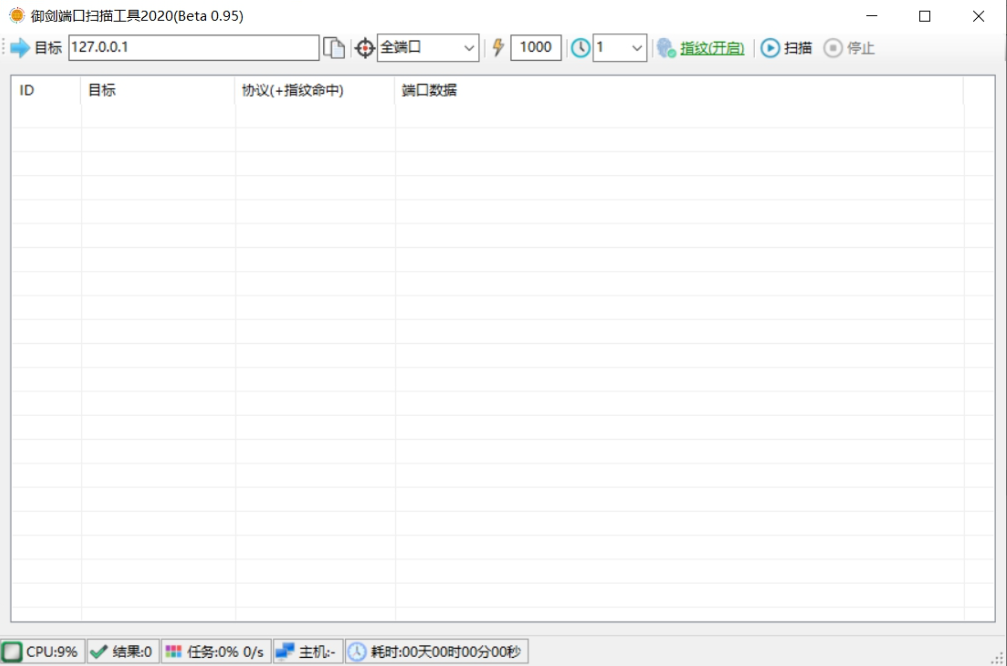 御剑端口扫描工具2020(Beta 0.95)
目标 127.0.0.1 全端口 1000 1 指纹(开启) 扫描 停止
ID 目标 协议(+指纹命中) 端口数据
CPU:9% 结果:0 任务:0% 0/s 主机:- 耗时:00天00时00分00秒